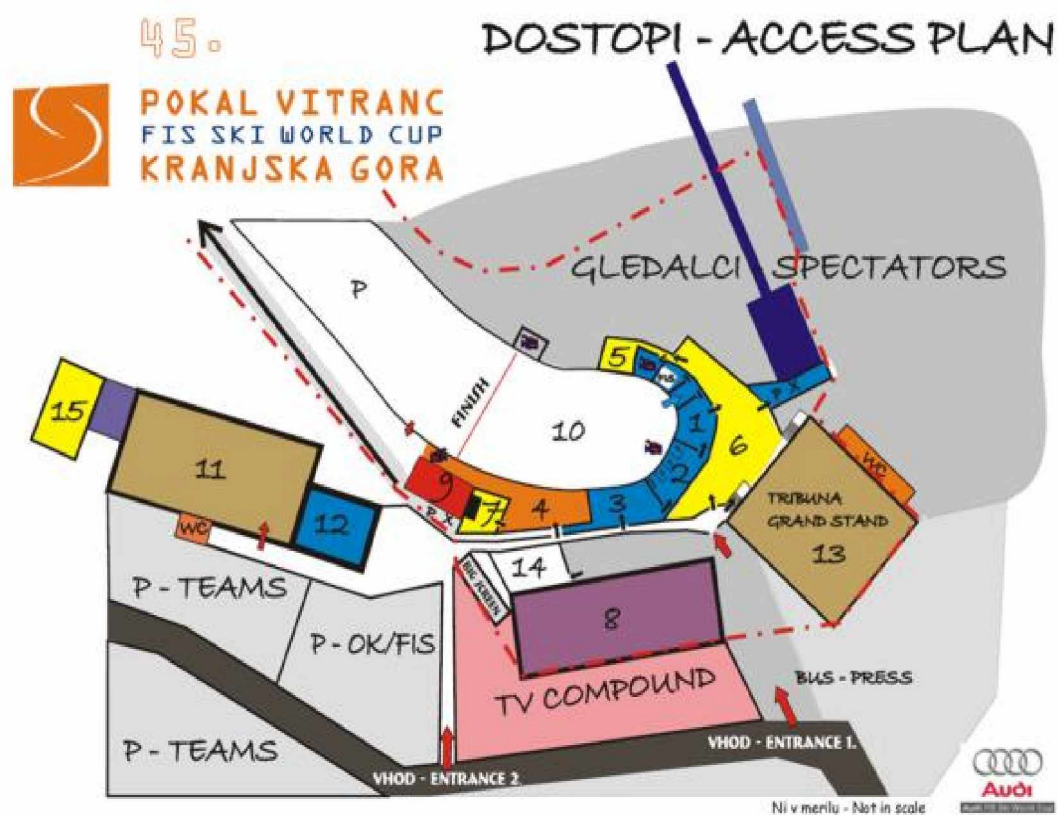 45.
DOSTOPI - ACCESS PLAN
POKAL VITRANC
FIS SKI WORLD CUP
KRANJSKA GORA
GLEDALCI - SPECTATORS
P
FINISH
5
1
P X
6
2
10
15
11
9
7
4
3
P X
12
WC
WC
TRIBUNA
GRAND STAND
13
14
BIG SCREEN
8
P - TEAMS
P - OK/FIS
TV COMPOUND
BUS - PRESS
P - TEAMS
VHOD - ENTRANCE 1.
VHOD - ENTRANCE 2.
Audi
Ni v merilu - Not in scale